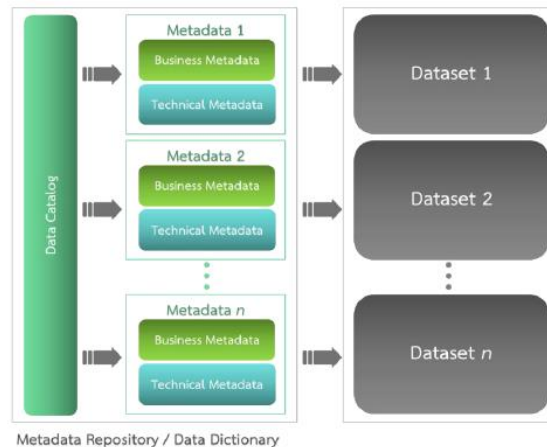 Data Catalog
Metadata 1
Business Metadata
Technical Metadata
Dataset 1
Metadata 2
Business Metadata
Technical Metadata
Dataset 2
Metadata n
Business Metadata
Technical Metadata
Dataset n
Metadata Repository / Data Dictionary